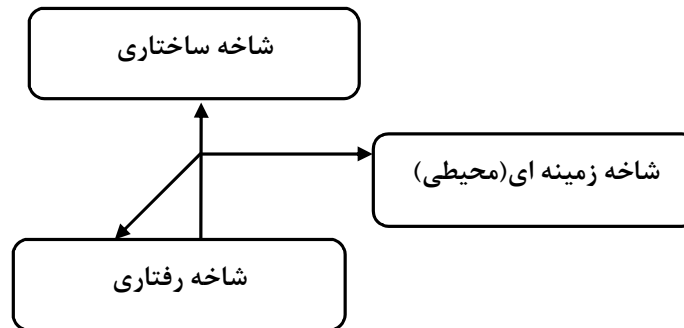 شاخه ساختاری
شاخه زمینه ای(محیطی)
شاخه رفتاری